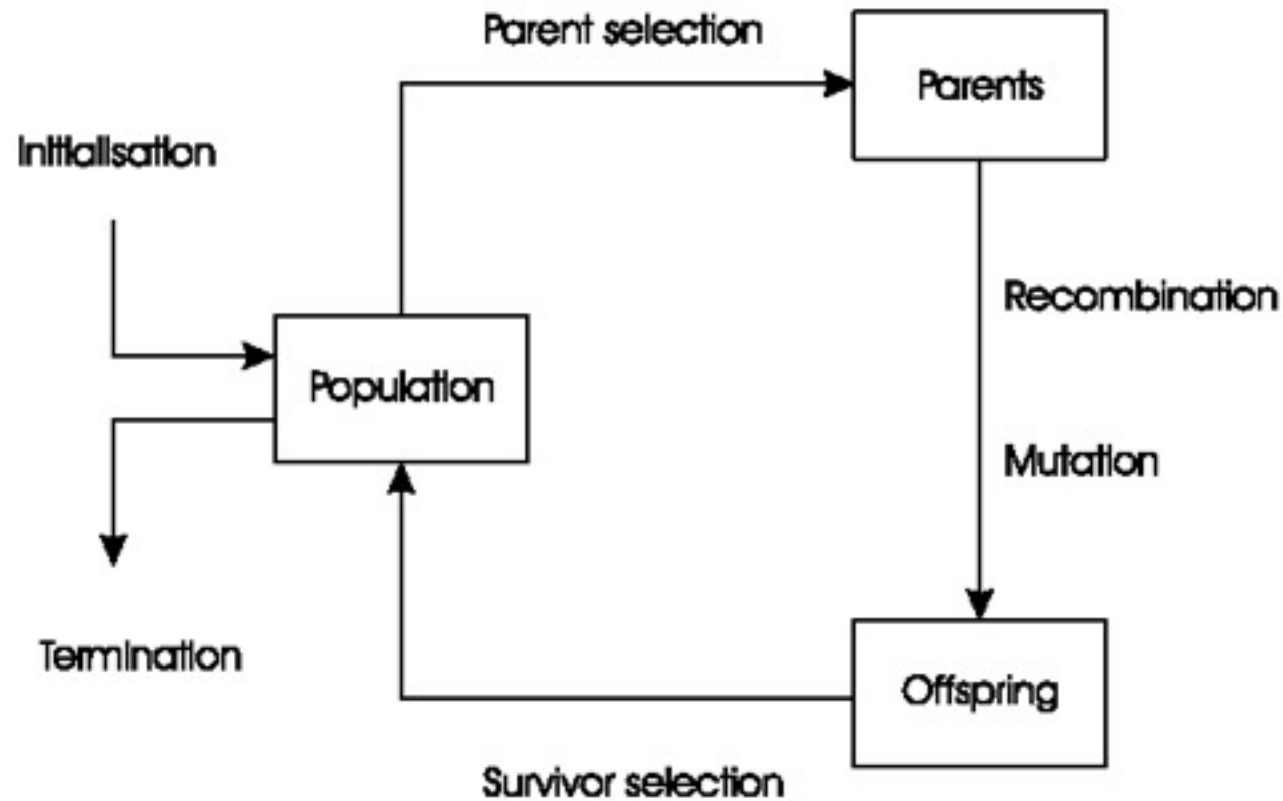 Parent selection
Parents
Initialisation
Recombination
Population
Mutation
Termination
Offspring
Survivor selection